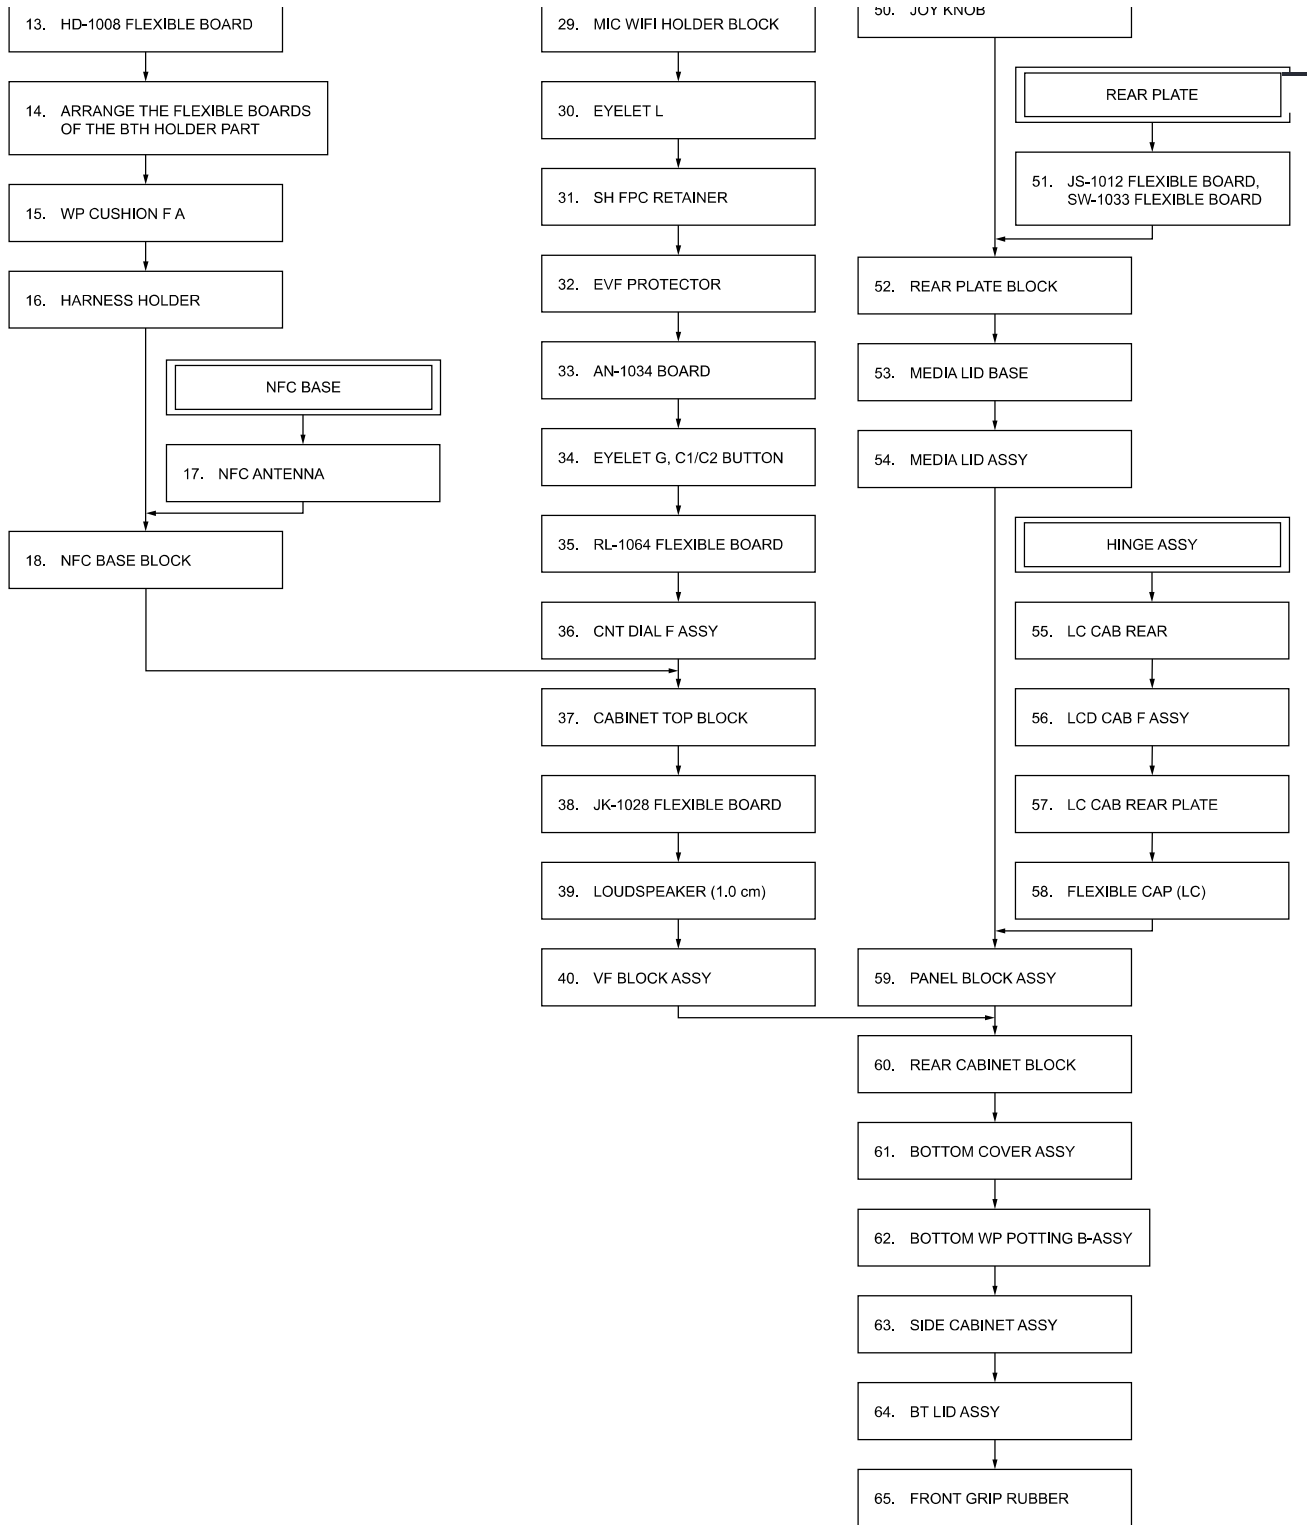 13. HD-1008 FLEXIBLE BOARD
14. ARRANGE THE FLEXIBLE BOARDS
OF THE BTH HOLDER PART
15. WP CUSHION F A
16. HARNESS HOLDER
NFC BASE
17. NFC ANTENNA
18. NFC BASE BLOCK
29. MIC WIFI HOLDER BLOCK
30. EYELET L
31. SH FPC RETAINER
32. EVF PROTECTOR
33. AN-1034 BOARD
34. EYELET G, C1/C2 BUTTON
35. RL-1064 FLEXIBLE BOARD
36. CNT DIAL F ASSY
37. CABINET TOP BLOCK
38. JK-1028 FLEXIBLE BOARD
39. LOUDSPEAKER (1.0 cm)
40. VF BLOCK ASSY
50. JOY KNOB
REAR PLATE
51. JS-1012 FLEXIBLE BOARD,
SW-1033 FLEXIBLE BOARD
52. REAR PLATE BLOCK
53. MEDIA LID BASE
54. MEDIA LID ASSY
HINGE ASSY
55. LC CAB REAR
56. LCD CAB F ASSY
57. LC CAB REAR PLATE
58. FLEXIBLE CAP (LC)
59. PANEL BLOCK ASSY
60. REAR CABINET BLOCK
61. BOTTOM COVER ASSY
62. BOTTOM WP POTTING B-ASSY
63. SIDE CABINET ASSY
64. BT LID ASSY
65. FRONT GRIP RUBBER